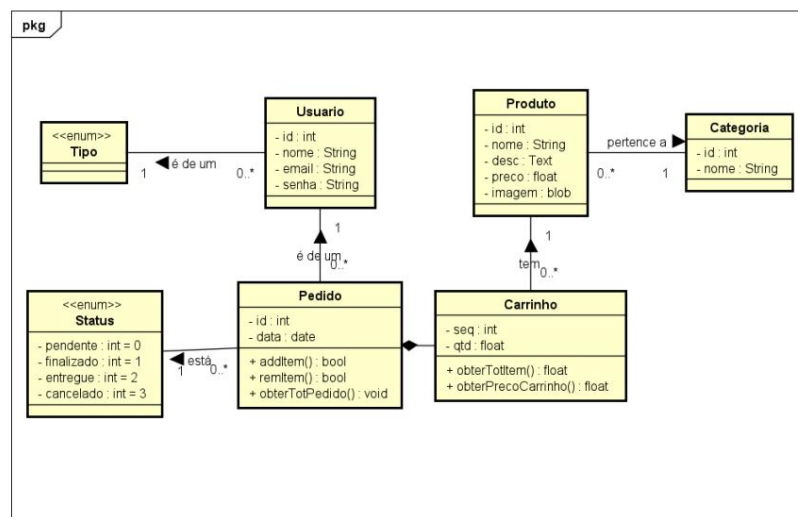 pkg
<<enum>>
Tipo
1
é de um
0..*
Usuario
- id : int
- nome : String
- email : String
- senha : String
1
é de um
0..*
Produto
- id : int
- nome : String
- desc : Text
- preco : float
- imagem : blob
pertence a
0..*
1
Categoria
- id : int
- nome : String
1
tem
0..*
<<enum>>
Status
- pendente : int = 0
- finalizado : int = 1
- entregue : int = 2
- cancelado : int = 3
está
1
0..*
Pedido
- id : int
- data : date
+ addItem() : bool
+ remItem() : bool
+ obterTotPedido() : void
Carrinho
- seq : int
- qtd : float
+ obterTotItem() : float
+ obterPrecoCarrinho() : float